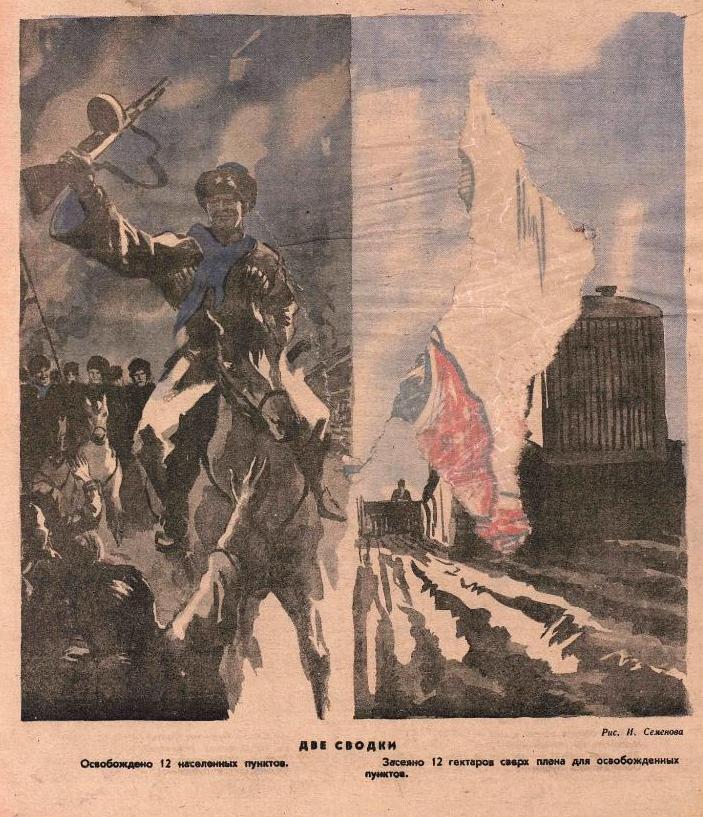 Рис. И. Семенова
ДВЕ СВОДКИ
Освобождено 12 населенных пунктов.
Засеяно 12 гектаров сверх плана для освобожденных
пунктов.